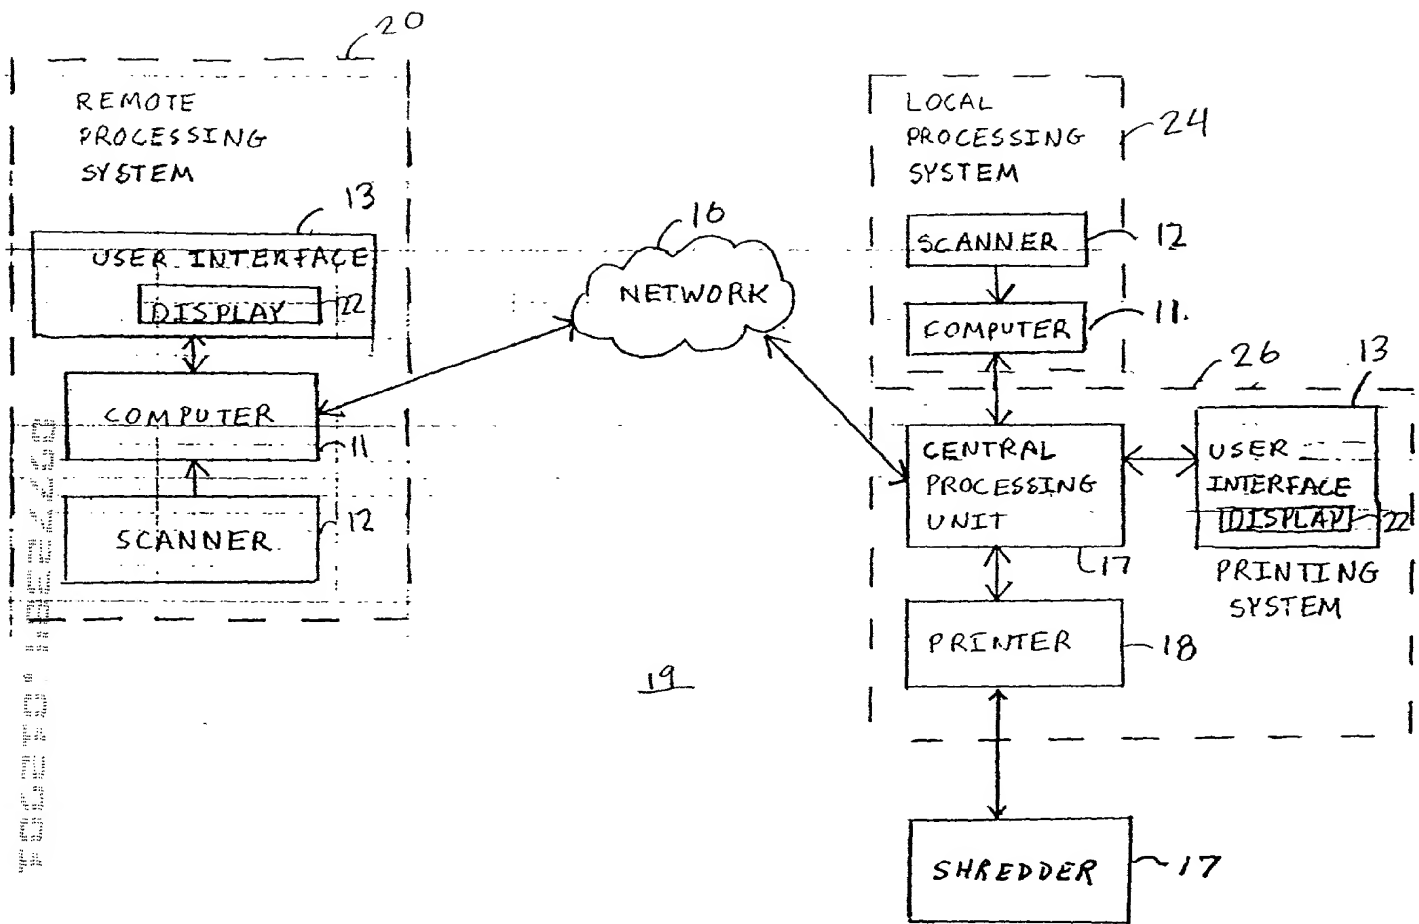 20
REMOTE
PROCESSING
SYSTEM
13
USER INTERFACE
DISPLAY
22
COMPUTER
11
SCANNER
12
16
NETWORK
LOCAL
PROCESSING
SYSTEM
24
SCANNER
12
COMPUTER
11.
26
13
CENTRAL
PROCESSING
UNIT
17
USER
INTERFACE
DISPLAY
22
PRINTING
SYSTEM
PRINTER
18
19
SHREDDER
17